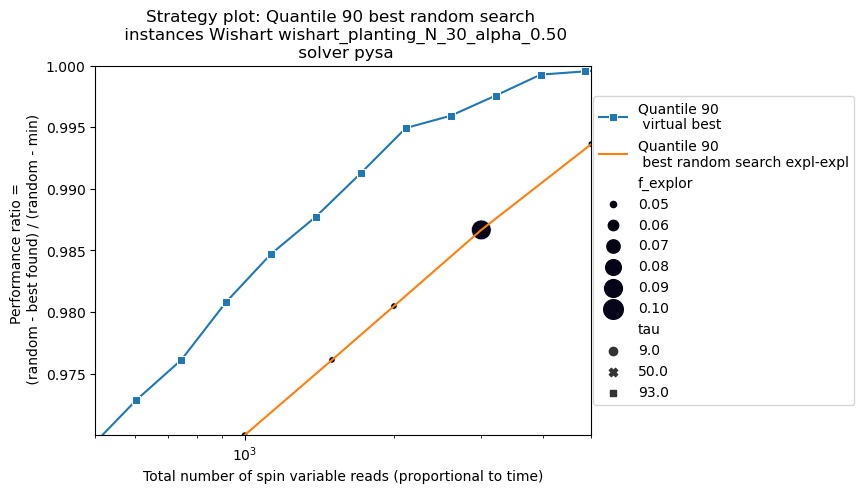 Strategy plot: Quantile 90 best random search
instances Wishart wishart_planting_N_30_alpha_0.50
solver pysa
1.000
0.995
0.990
0.985
0.980
0.975
Performance ratio =
(random - best found) / (random - min)
10^3
Total number of spin variable reads (proportional to time)
Quantile 90
virtual best
Quantile 90
best random search expl-expl
f_explor
0.05
0.06
0.07
0.08
0.09
0.10
tau
9.0
50.0
93.0